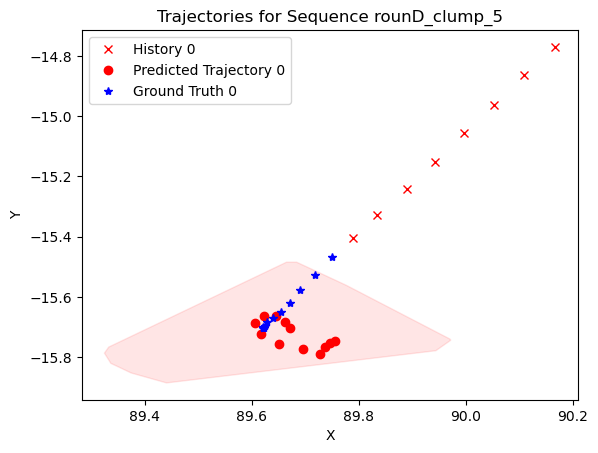 Trajectories for Sequence rounD_clump_5
History 0
Predicted Trajectory 0
Ground Truth 0
Y
−14.8
−15.0
−15.2
−15.4
−15.6
−15.8
89.4
89.6
89.8
90.0
90.2
X